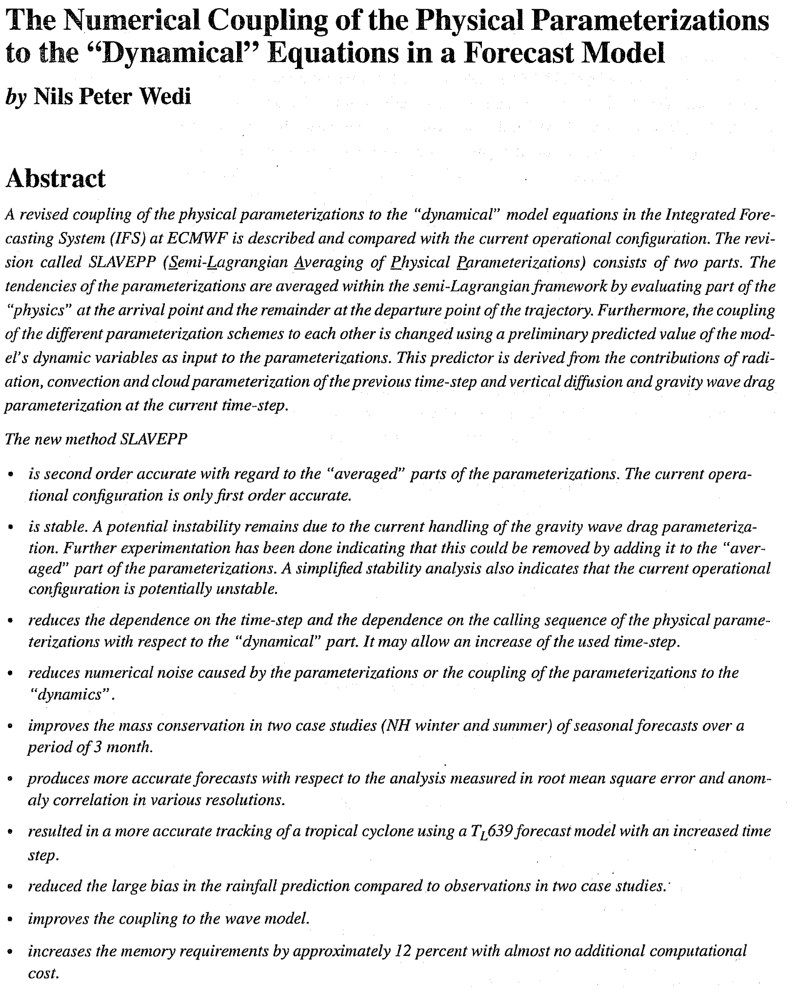 The Numerical Coupling of the Physical Parameterizations
to the “Dynamical” Equations in a Forecast Model
by Nils Peter Wedi
Abstract
A revised coupling of the physical parameterizations to the “dynamical” model equations in the Integrated Fore-
casting System (IFS) at ECMWF is described and compared with the current operational configuration. The revi-
sion called SLAVEPP (Semi-Lagrangian Averaging of Physical Parameterizations) consists of two parts. The
tendencies of the parameterizations are averaged within the semi-Lagrangian framework by evaluating part of the
“physics” at the arrival point and the remainder at the departure point of the trajectory. Furthermore, the coupling
of the different parameterization schemes to each other is changed using a preliminary predicted value of the mod-
el’s dynamic variables as input to the parameterizations. This predictor is derived from the contributions of radi-
ation, convection and cloud parameterization of the previous time-step and vertical diffusion and gravity wave drag
parameterization at the current time-step.
The new method SLAVEPP
• is second order accurate with regard to the “averaged” parts of the parameterizations. The current opera-
tional configuration is only first order accurate.
• is stable. A potential instability remains due to the current handling of the gravity wave drag parameteriza-
tion. Further experimentation has been done indicating that this could be removed by adding it to the “aver-
aged” part of the parameterizations. A simplified stability analysis also indicates that the current operational
configuration is potentially unstable.
• reduces the dependence on the time-step and the dependence on the calling sequence of the physical parame-
terizations with respect to the “dynamical” part. It may allow an increase of the used time-step.
• reduces numerical noise caused by the parameterizations or the coupling of the parameterizations to the
“dynamics”.
• improves the mass conservation in two case studies (NH winter and summer) of seasonal forecasts over a
period of 3 month.
• produces more accurate forecasts with respect to the analysis measured in root mean square error and anom-
aly correlation in various resolutions.
• resulted in a more accurate tracking of a tropical cyclone using a TL639 forecast model with an increased time
step.
• reduced the large bias in the rainfall prediction compared to observations in two case studies.
• improves the coupling to the wave model.
• increases the memory requirements by approximately 12 percent with almost no additional computational
cost.